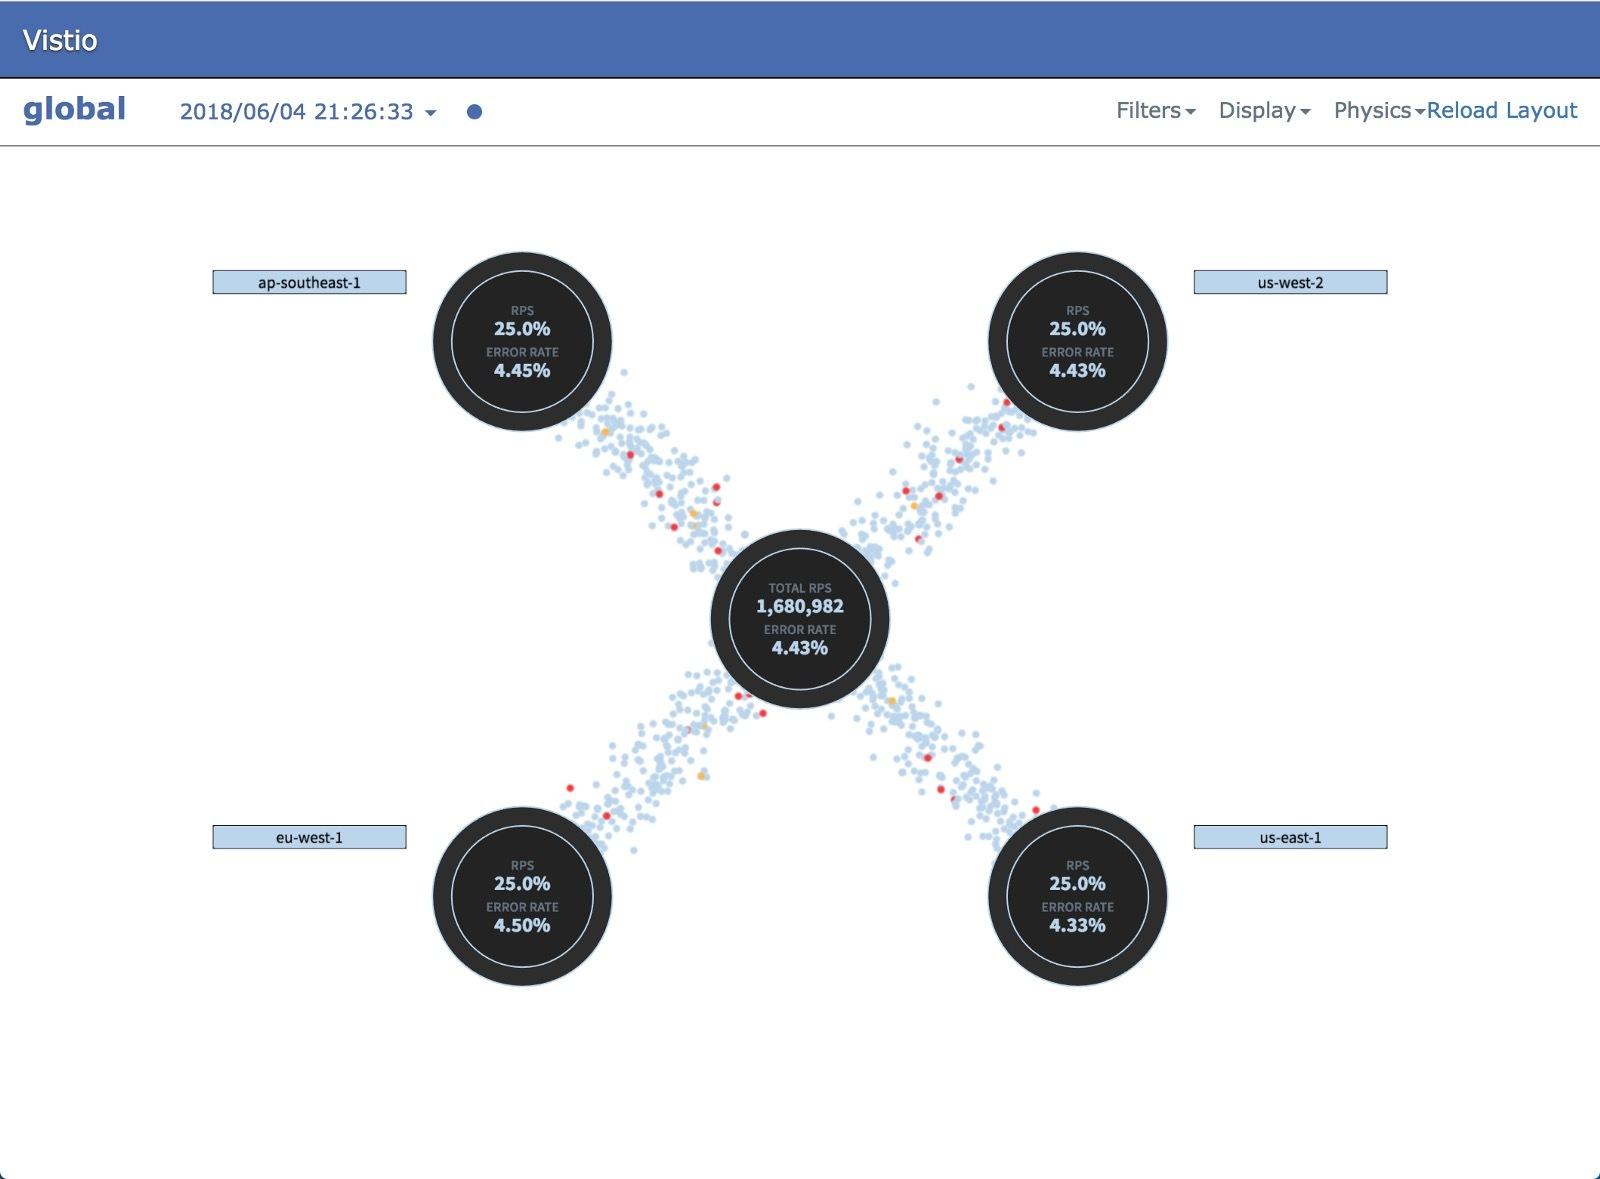 Vistio
global 2018/06/04 21:26:33 Filters Display Physics Reload Layout
ap-southeast-1
RPS
25.0%
ERROR RATE
4.45%
us-west-2
RPS
25.0%
ERROR RATE
4.43%
TOTAL RPS
1,680,982
ERROR RATE
4.43%
eu-west-1
RPS
25.0%
ERROR RATE
4.50%
us-east-1
RPS
25.0%
ERROR RATE
4.33%